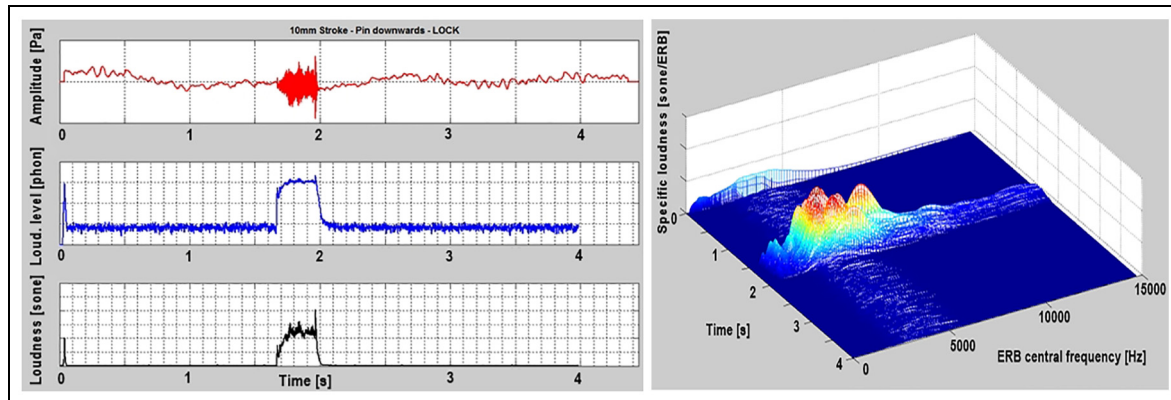 10mm Stroke - Pin downwards - LOCK
Amplitude [Pa]
0 1 2 3 4
Loud. level [phon]
0 1 2 3 4
Loudness [sone]
0 1 2 3 4
Time [s]
Specific loudness [sone/ERB]
0
1
2
3
4
Time [s]
0
5000
10000
15000
ERB central frequency [Hz]